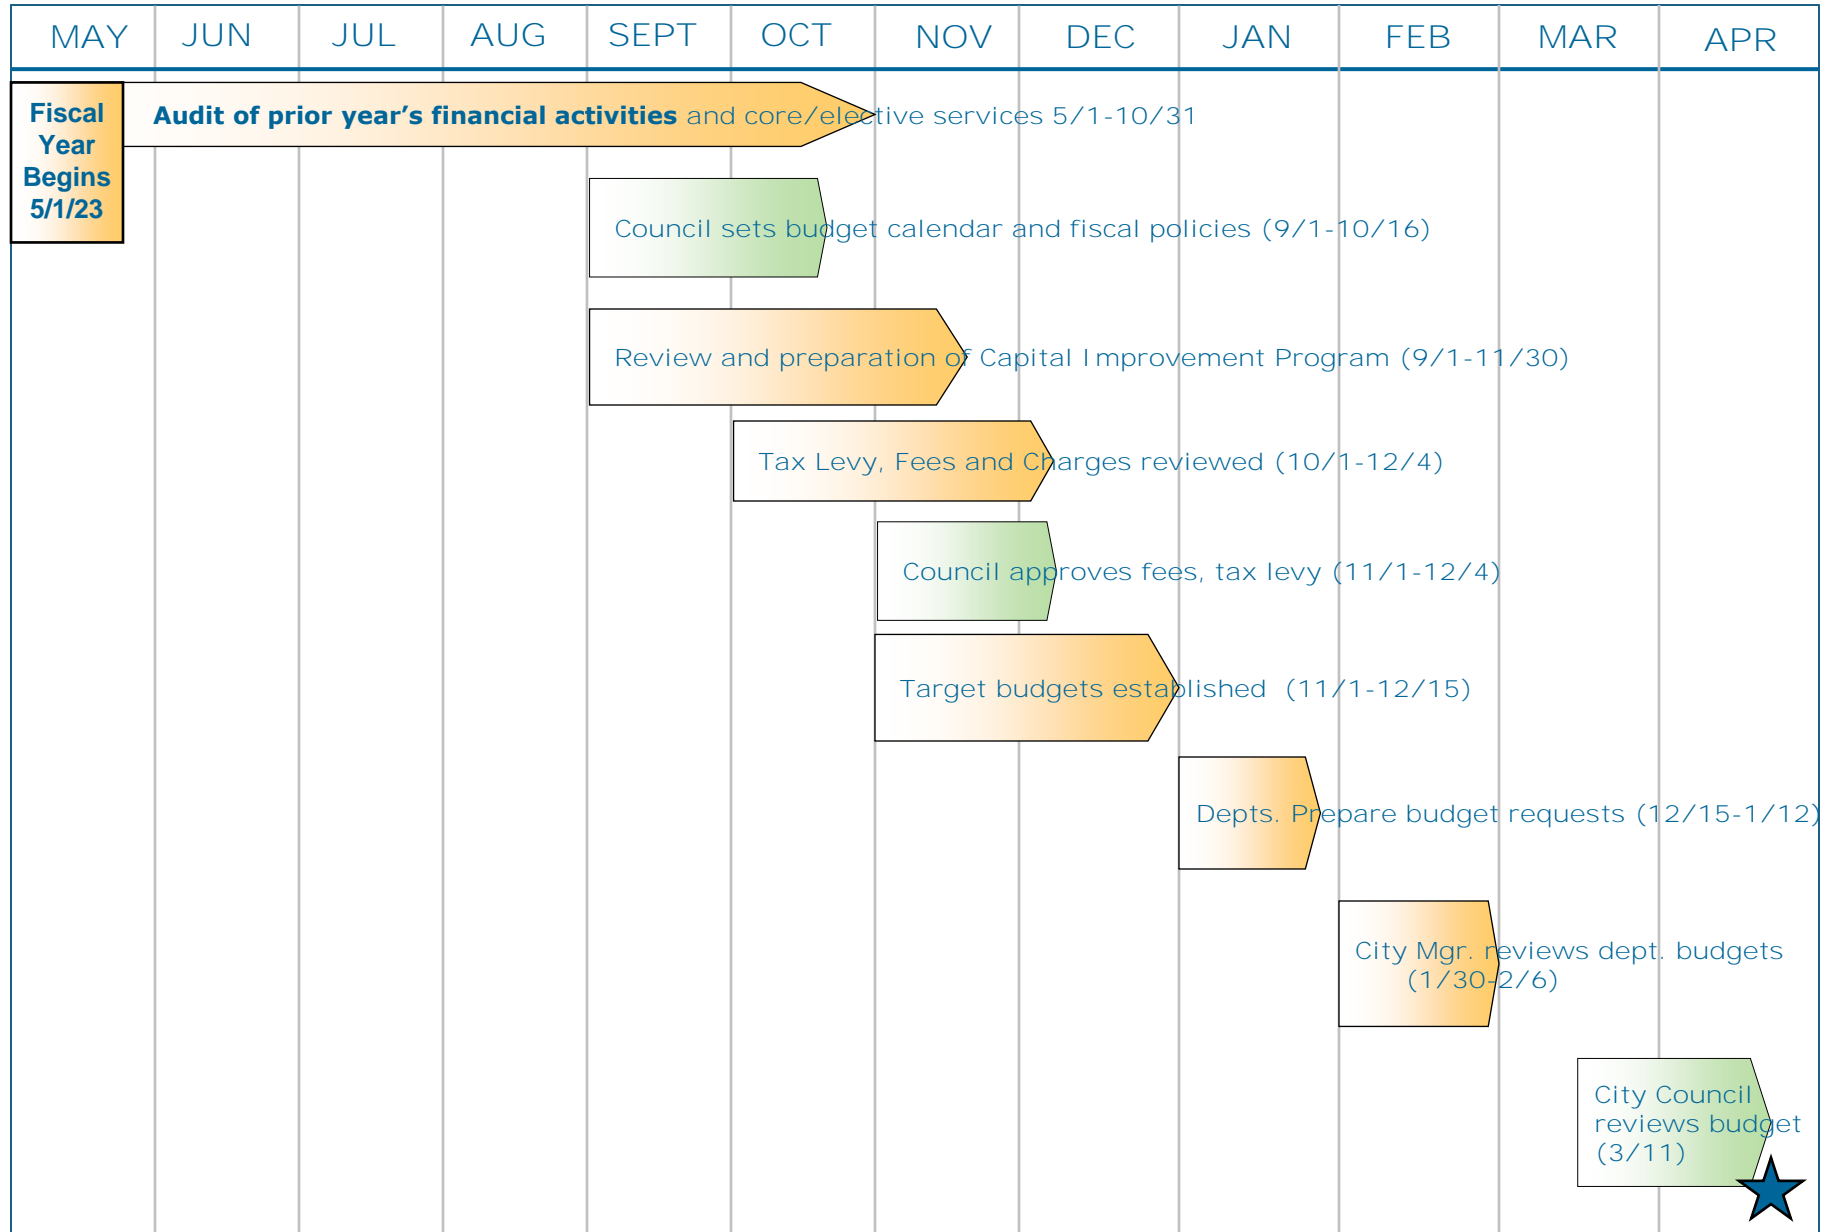 MAY JUN JUL AUG SEPT OCT NOV DEC JAN FEB MAR APR
Fiscal
Year
Begins
5/1/23
Audit of prior year's financial activities and core/elective services 5/1-10/31
Council sets budget calendar and fiscal policies (9/1-10/16)
Review and preparation of Capital Improvement Program (9/1-11/30)
Tax Levy, Fees and Charges reviewed (10/1-12/4)
Council approves fees, tax levy (11/1-12/4)
Target budgets established (11/1-12/15)
Depts. Prepare budget requests (12/15-1/12)
City Mgr. reviews dept. budgets
(1/30-2/6)
City Council
reviews budget
(3/11)